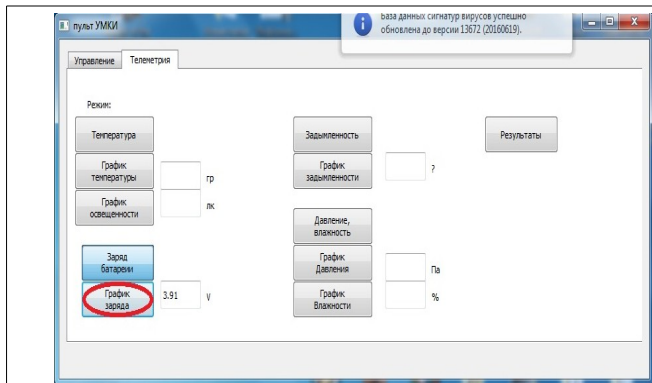 пульт УМКИ
База данных сигнатур вирусов успешно
обновлена до версии 13672 (20160619).
Управление
Телеметрия
Режим:
Температура
График
температуры
гр
График
освещенности
лк
Заряд
батареии
График
заряда
3.91
V
Задымленность
График
задымленности
?
Давление,
влажность
График
Давления
Па
График
Влажности
%
Результаты